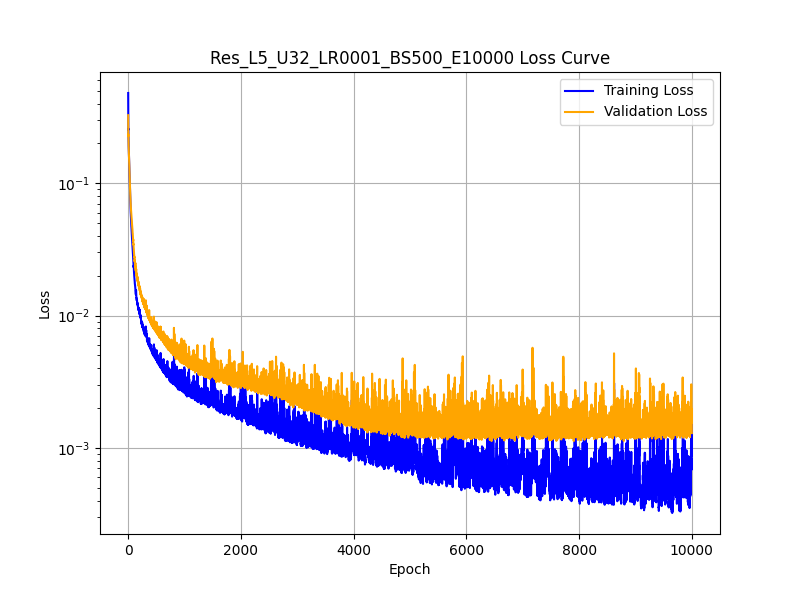 Res_L5_U32_LR0001_BS500_E10000 Loss Curve
Training Loss
Validation Loss
10⁻¹
10⁻²
10⁻³
Loss
0 2000 4000 6000 8000 10000
Epoch